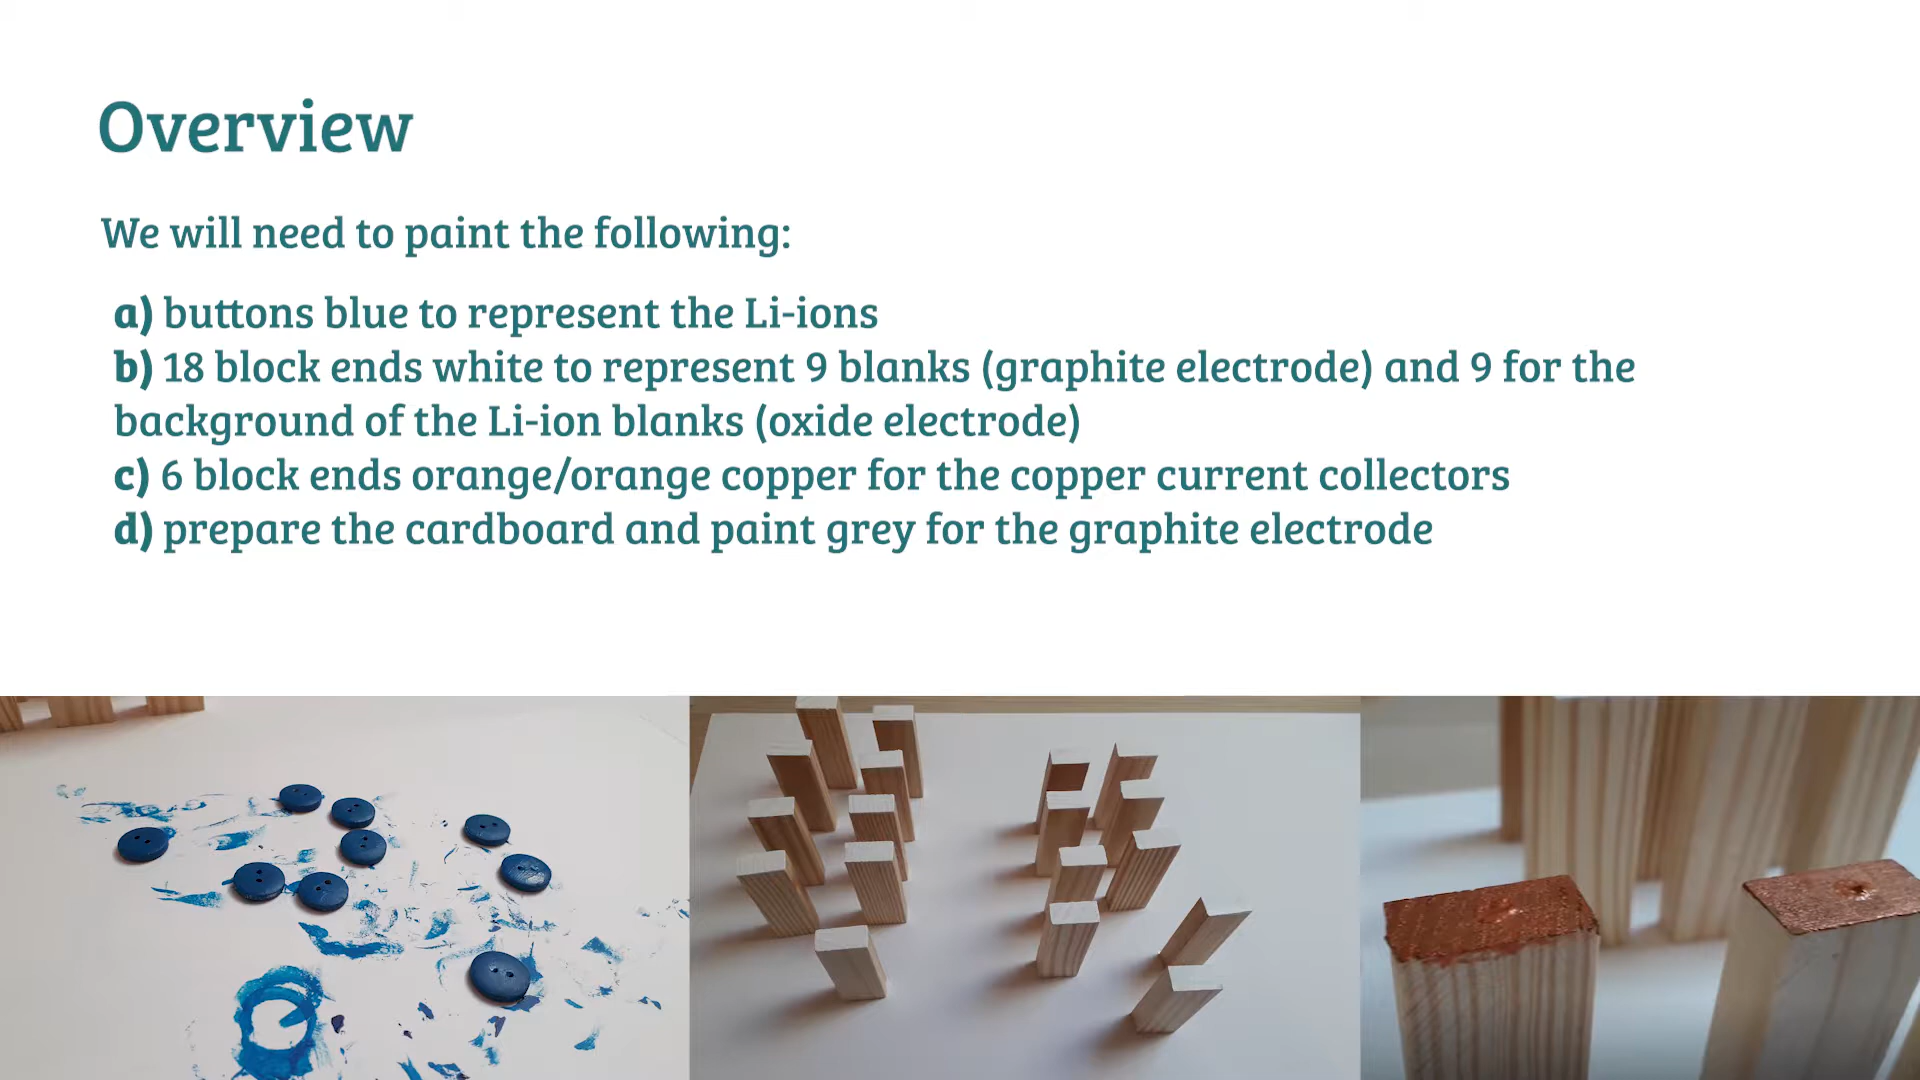 Overview
We will need to paint the following:
a) buttons blue to represent the Li-ions
b) 18 block ends white to represent 9 blanks (graphite electrode) and 9 for the
background of the Li-ion blanks (oxide electrode)
c) 6 block ends orange/orange copper for the copper current collectors
d) prepare the cardboard and paint grey for the graphite electrode